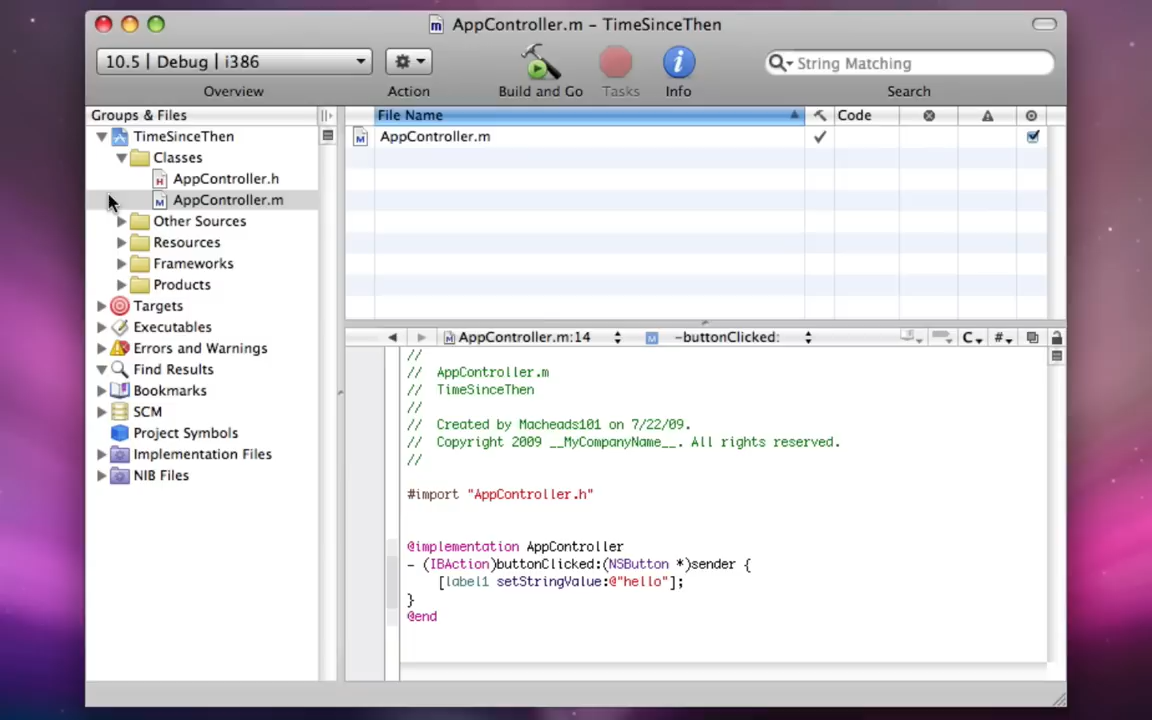 AppController.m – TimeSinceThen
10.5 | Debug | i386
Overview
Action
Build and Go
Tasks
Info
String Matching
Search
Groups & Files
TimeSinceThen
Classes
AppController.h
AppController.m
Other Sources
Resources
Frameworks
Products
Targets
Executables
Errors and Warnings
Find Results
Bookmarks
SCM
Project Symbols
Implementation Files
NIB Files
File Name
Code
AppController.m
AppController.m:14
-buttonClicked:
C
#
//
//  AppController.m
//  TimeSinceThen
//
//  Created by Macheads101 on 7/22/09.
//  Copyright 2009 __MyCompanyName__. All rights reserved.
//
#import "AppController.h"
@implementation AppController
- (IBAction)buttonClicked:(NSButton *)sender {
[label1 setStringValue:@"hello"];
}
@end